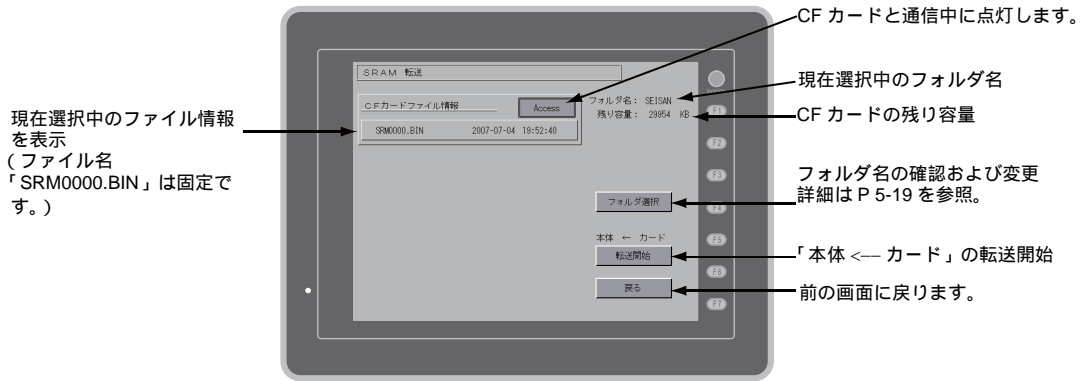 CF カードと通信中に点灯します。
SRAM 転送
CFカードファイル情報
Access
フォルダ名： SEISAN
残り容量： 29954 KB
SRM0000.BIN 2007-07-04 19:52:40
現在選択中のフォルダ名
CF カードの残り容量
現在選択中のファイル情報
を表示
( ファイル名
「 SRM0000.BIN 」は固定で
す。)
F1
F2
F3
F4
F5
F6
F7
フォルダ選択
フォルダ名の確認および変更
詳細は P 5-19 を参照。
本体 ← カード
転送開始
「 本体 <-- カード 」の転送開始
戻る
前の画面に戻ります。